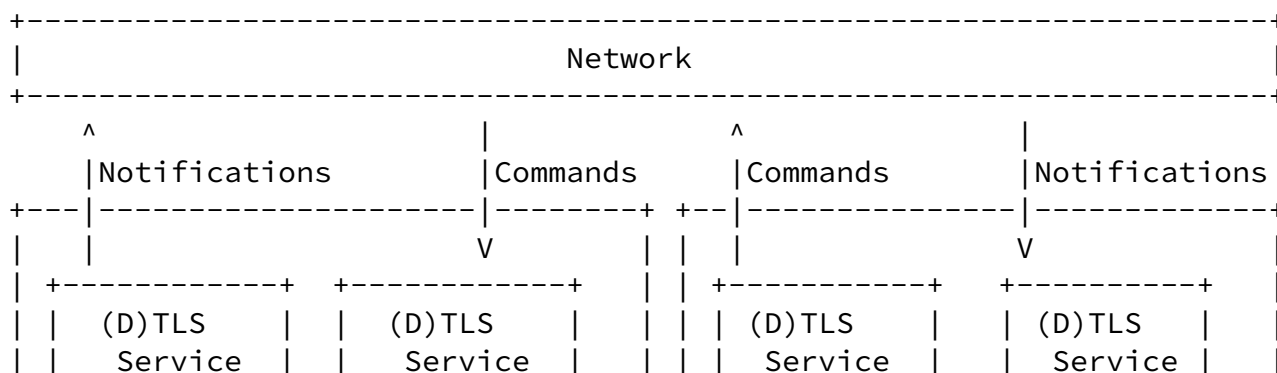 +----------------------------------------------------------------------+
|                               Network                                |
+----------------------------------------------------------------------+
    ^                     |             ^               |
    |Notifications        |Commands     |Commands       |Notifications
+---|---------------------|--------+ +--|---------------|-------------+
|   |                     V        | |  |               V             |
| +------------+  +------------+   | | +-----------+   +----------+   |
| |  (D)TLS    |  |  (D)TLS    |   | | | (D)TLS    |   | (D)TLS   |   |
| |   Service  |  |   Service  |   | | |  Service  |   |  Service |   |